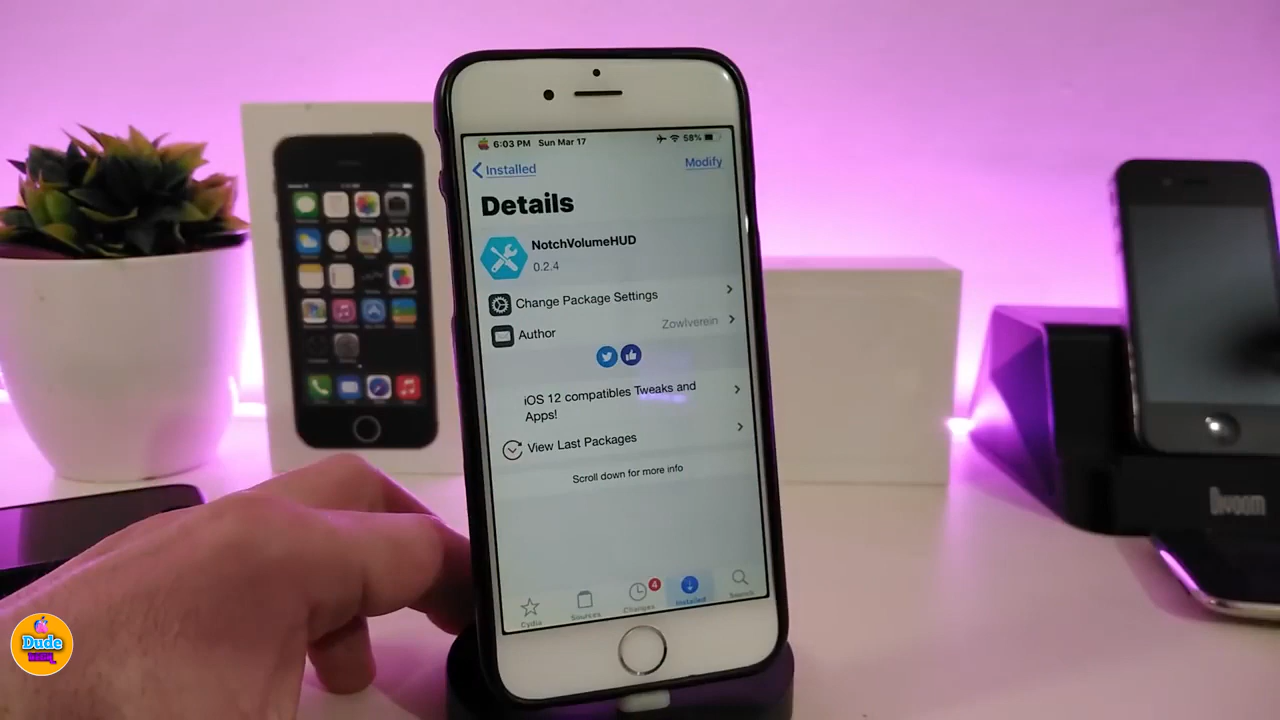 6:03 PM Sun Mar 17
58%
Installed
Modify
Details
NotchVolumeHUD
0.2.4
Change Package Settings
Author
Zowlverein
iOS 12 compatibles Tweaks and
Apps!
View Last Packages
Scroll down for more info
Cydia
Sources
Changes
4
Installed
Search
Divoom
Dude